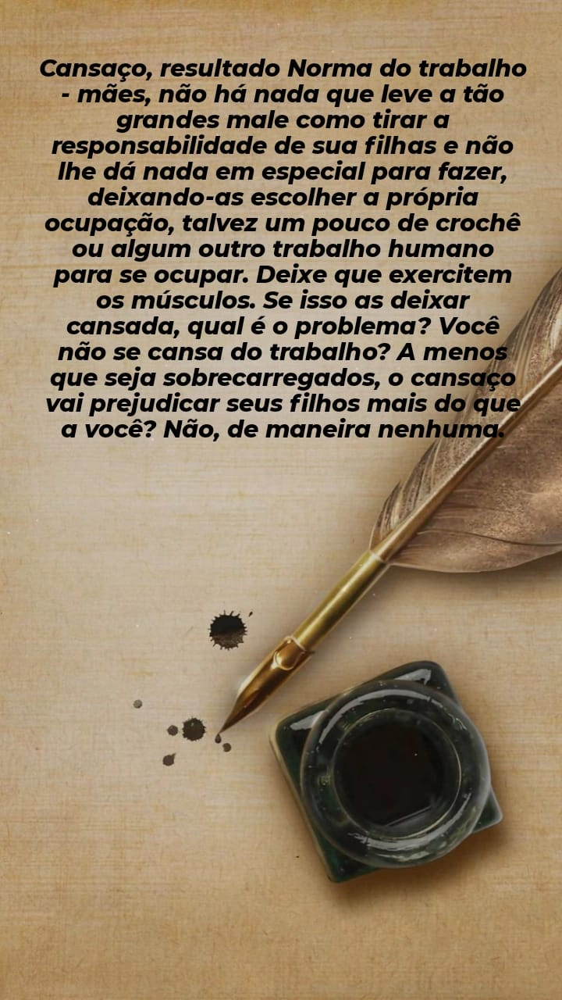 Cansaço, resultado Norma do trabalho
- mães, não há nada que leve a tão
grandes male como tirar a
responsabilidade de sua filhas e não
lhe dá nada em especial para fazer,
deixando-as escolher a própria
ocupação, talvez um pouco de crochê
ou algum outro trabalho humano
para se ocupar. Deixe que exercitem
os músculos. Se isso as deixar
cansada, qual é o problema? Você
não se cansa do trabalho? A menos
que seja sobrecarregados, o cansaço
vai prejudicar seus filhos mais do que
a você? Não, de maneira nenhuma.